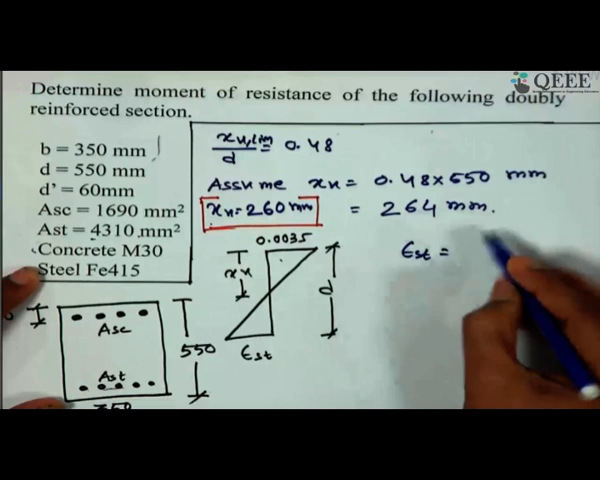 QEEE
Determine moment of resistance of the following doubly
reinforced section.
b = 350 mm
d = 550 mm
d' = 60mm
Asc = 1690 mm²
Ast = 4310 mm²
Concrete M30
Steel Fe415
xu,lim/d = 0.48
Assume xu = 0.48×550 mm
xu=260mm = 264 mm.
0.0035
xu
d
Est =
Est
Asc
550
Ast